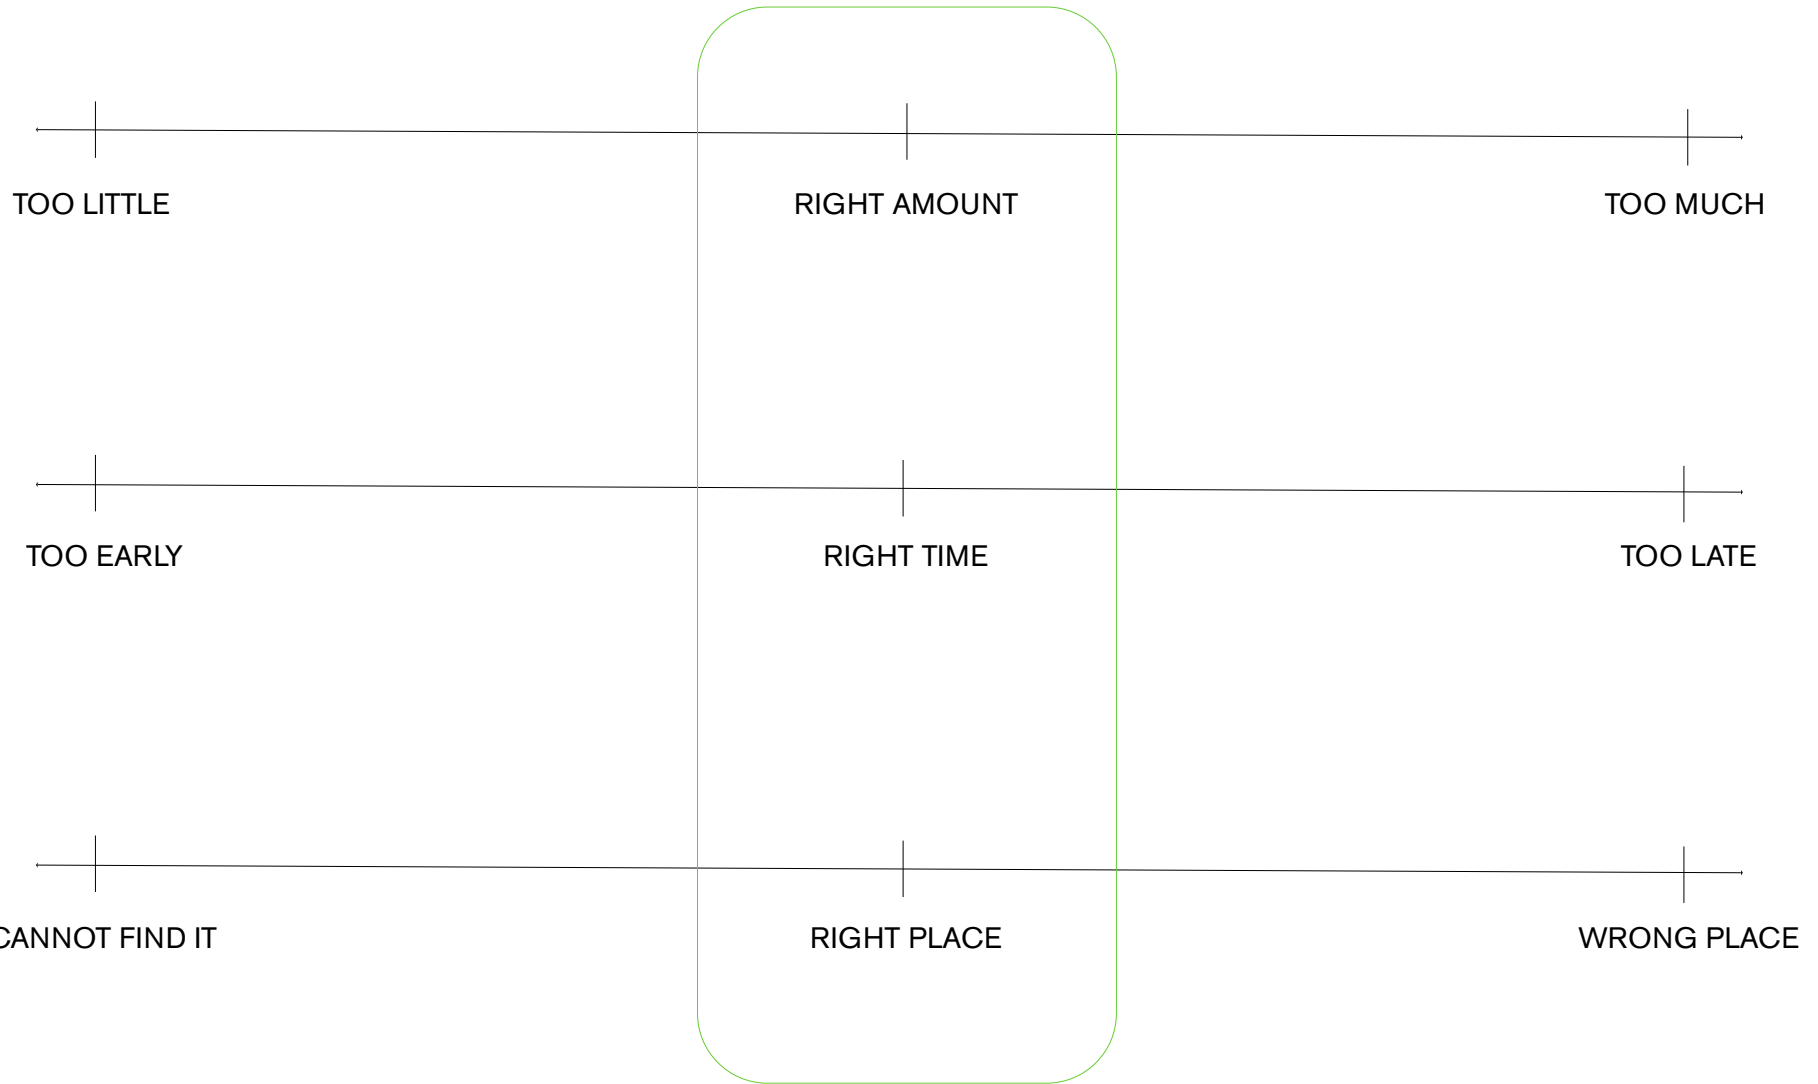 TOO LITTLE
RIGHT AMOUNT
TOO MUCH
TOO EARLY
RIGHT TIME
TOO LATE
CANNOT FIND IT
RIGHT PLACE
WRONG PLACE